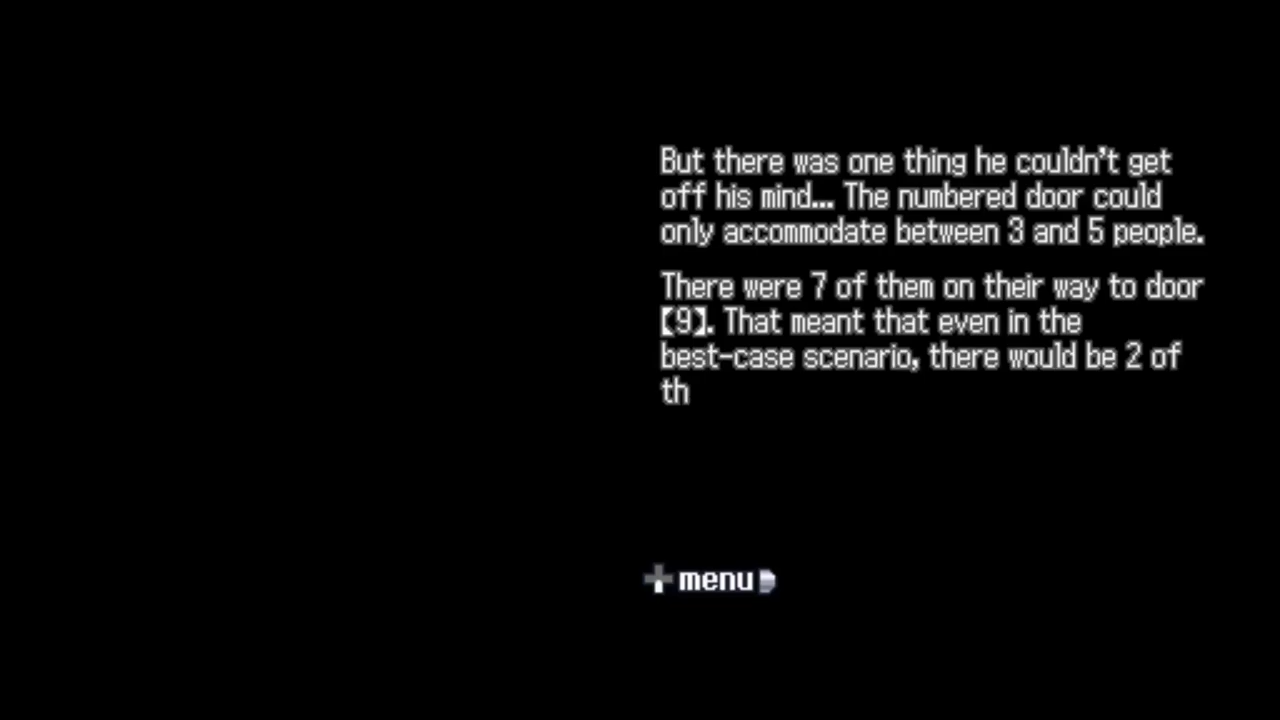 But there was one thing he couldn't get
off his mind... The numbered door could
only accommodate between 3 and 5 people.
There were 7 of them on their way to door
【9】. That meant that even in the
best-case scenario, there would be 2 of
th
menu